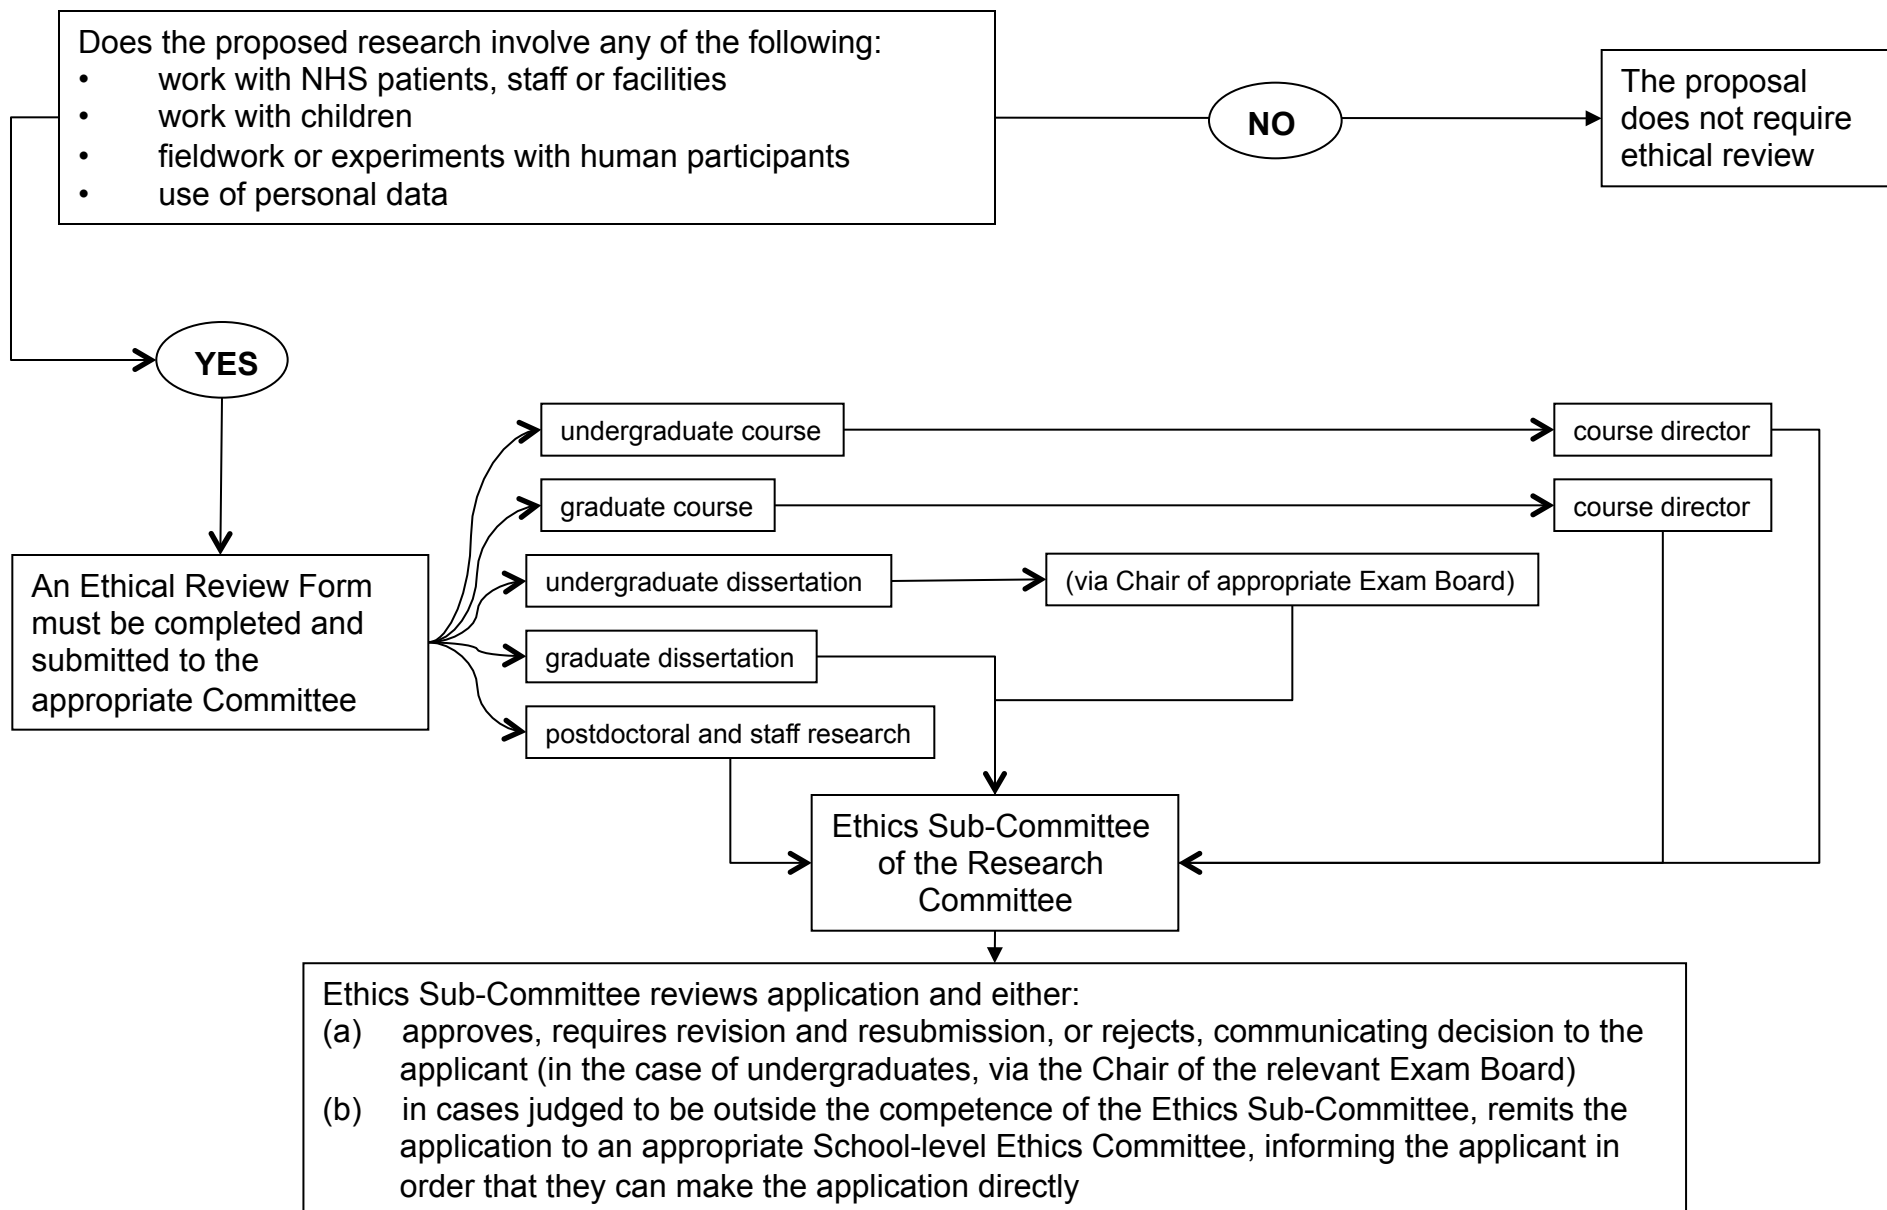 Does the proposed research involve any of the following:
• work with NHS patients, staff or facilities
• work with children
• fieldwork or experiments with human participants
• use of personal data
NO
The proposal
does not require
ethical review
YES
An Ethical Review Form
must be completed and
submitted to the
appropriate Committee
undergraduate course
course director
graduate course
course director
undergraduate dissertation
(via Chair of appropriate Exam Board)
graduate dissertation
postdoctoral and staff research
Ethics Sub-Committee
of the Research
Committee
Ethics Sub-Committee reviews application and either:
(a) approves, requires revision and resubmission, or rejects, communicating decision to the
applicant (in the case of undergraduates, via the Chair of the relevant Exam Board)
(b) in cases judged to be outside the competence of the Ethics Sub-Committee, remits the
application to an appropriate School-level Ethics Committee, informing the applicant in
order that they can make the application directly